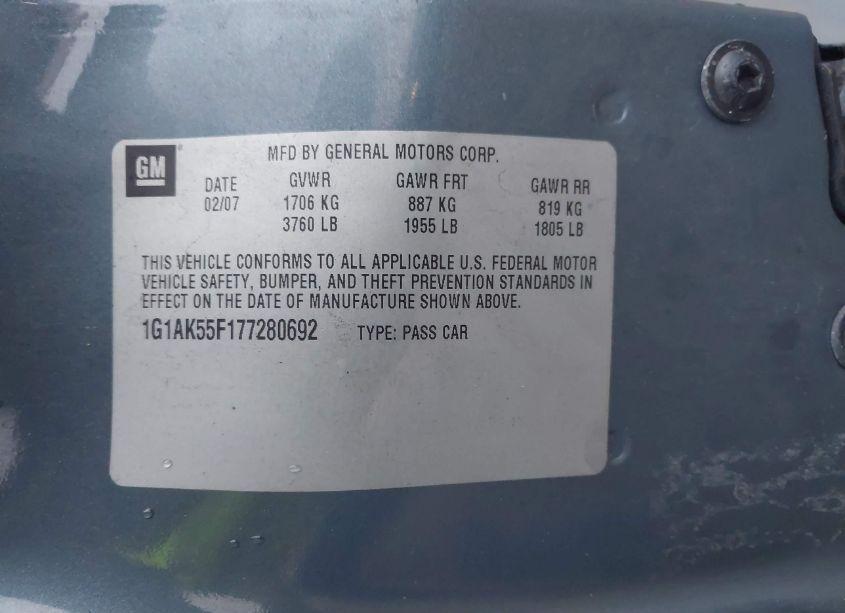 GM
MFD BY GENERAL MOTORS CORP.
DATE GVWR GAWR FRT GAWR RR
02/07 1706 KG 887 KG 819 KG
3760 LB 1955 LB 1805 LB
THIS VEHICLE CONFORMS TO ALL APPLICABLE U.S. FEDERAL MOTOR
VEHICLE SAFETY, BUMPER, AND THEFT PREVENTION STANDARDS IN
EFFECT ON THE DATE OF MANUFACTURE SHOWN ABOVE.
1G1AK55F177280692 TYPE: PASS CAR